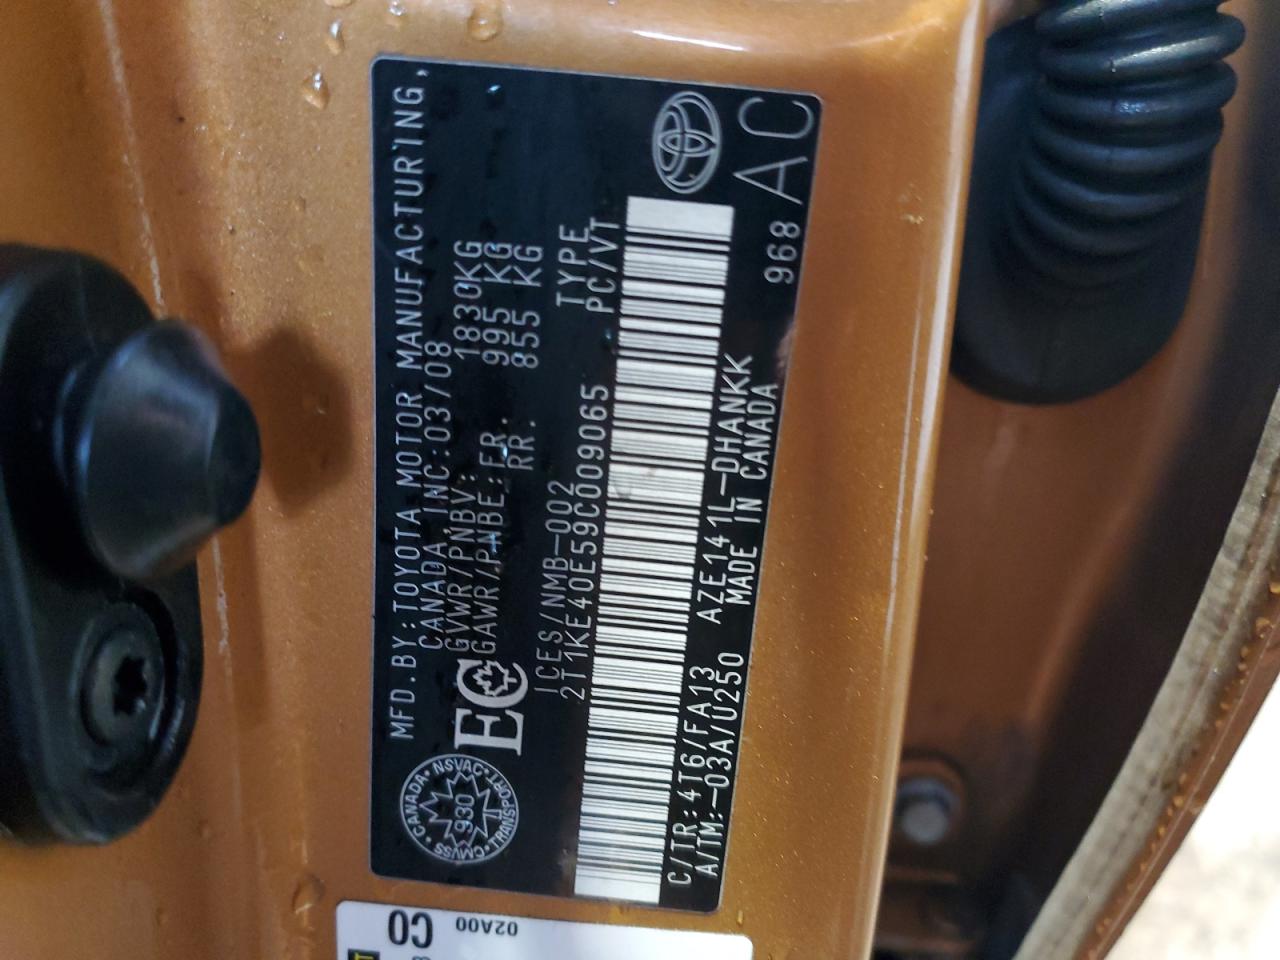 MFD.BY:TOYOTA MOTOR MANUFACTURING,
CANADA INC:03/08
GVWR/PNBV: 1830KG
GAWR/PNBE:FR. 995 KG
RR. 855 KG
EC
CANADA • NSVAC • TRANSPORT • CMVSS •
930
ICES/NMB-002
2T1KE40E59C009065
TYPE
PC/VT
C/TR:4T6/FA13 AZE141L-DHANKK
A/TM:-03A/U250 MADE IN CANADA
968 AC
CO
02A00